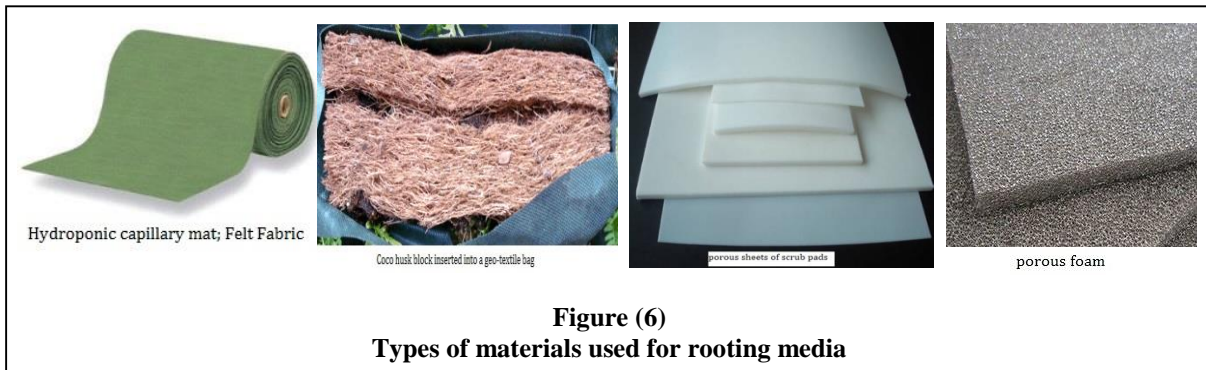 Hydroponic capillary mat; Felt Fabric
Coco husk block inserted into a geo-textile bag
porous sheets of scrub pads
porous foam
Figure (6)
Types of materials used for rooting media